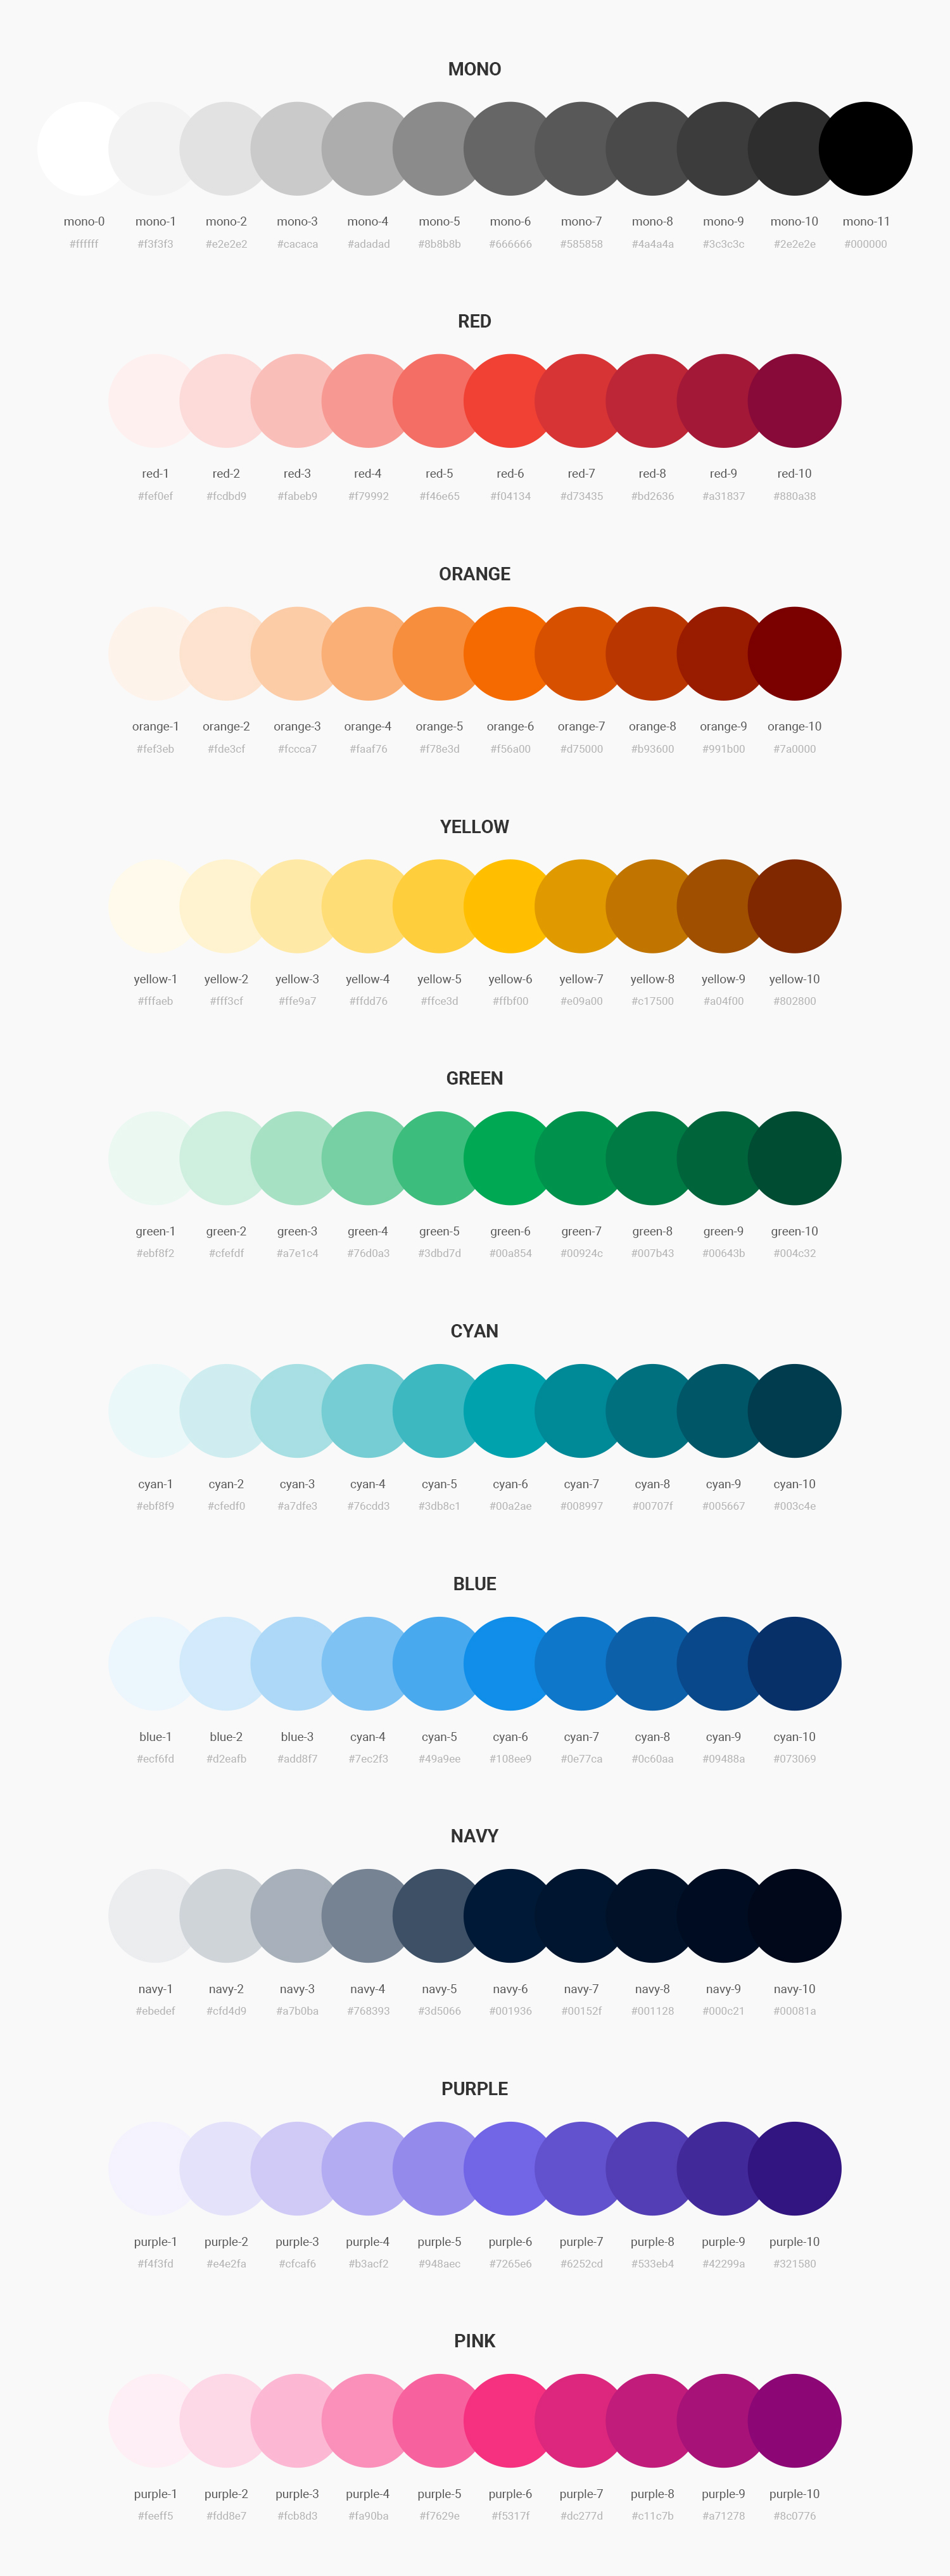 MONO
mono-0 mono-1 mono-2 mono-3 mono-4 mono-5 mono-6 mono-7 mono-8 mono-9 mono-10 mono-11
#ffffff #f3f3f3 #e2e2e2 #cacaca #adadad #8b8b8b #666666 #585858 #4a4a4a #3c3c3c #2e2e2e #000000
RED
red-1 red-2 red-3 red-4 red-5 red-6 red-7 red-8 red-9 red-10
#fef0ef #fcdbd9 #fabeb9 #f79992 #f46e65 #f04134 #d73435 #bd2636 #a31837 #880a38
ORANGE
orange-1 orange-2 orange-3 orange-4 orange-5 orange-6 orange-7 orange-8 orange-9 orange-10
#fef3eb #fde3cf #fccca7 #faaf76 #f78e3d #f56a00 #d75000 #b93600 #991b00 #7a0000
YELLOW
yellow-1 yellow-2 yellow-3 yellow-4 yellow-5 yellow-6 yellow-7 yellow-8 yellow-9 yellow-10
#fffaeb #fff3cf #ffe9a7 #ffdd76 #ffce3d #ffbf00 #e09a00 #c17500 #a04f00 #802800
GREEN
green-1 green-2 green-3 green-4 green-5 green-6 green-7 green-8 green-9 green-10
#ebf8f2 #cfefdf #a7e1c4 #76d0a3 #3dbd7d #00a854 #00924c #007b43 #00643b #004c32
CYAN
cyan-1 cyan-2 cyan-3 cyan-4 cyan-5 cyan-6 cyan-7 cyan-8 cyan-9 cyan-10
#ebf8f9 #cfedf0 #a7dfe3 #76cdd3 #3db8c1 #00a2ae #008997 #00707f #005667 #003c4e
BLUE
blue-1 blue-2 blue-3 cyan-4 cyan-5 cyan-6 cyan-7 cyan-8 cyan-9 cyan-10
#ecf6fd #d2eafb #add8f7 #7ec2f3 #49a9ee #108ee9 #0e77ca #0c60aa #09488a #073069
NAVY
navy-1 navy-2 navy-3 navy-4 navy-5 navy-6 navy-7 navy-8 navy-9 navy-10
#ebedef #cfd4d9 #a7b0ba #768393 #3d5066 #001936 #00152f #001128 #000c21 #00081a
PURPLE
purple-1 purple-2 purple-3 purple-4 purple-5 purple-6 purple-7 purple-8 purple-9 purple-10
#f4f3fd #e4e2fa #cfcaf6 #b3acf2 #948aec #7265e6 #6252cd #533eb4 #42299a #321580
PINK
purple-1 purple-2 purple-3 purple-4 purple-5 purple-6 purple-7 purple-8 purple-9 purple-10
#feeff5 #fdd8e7 #fcb8d3 #fa90ba #f7629e #f5317f #dc277d #c11c7b #a71278 #8c0776